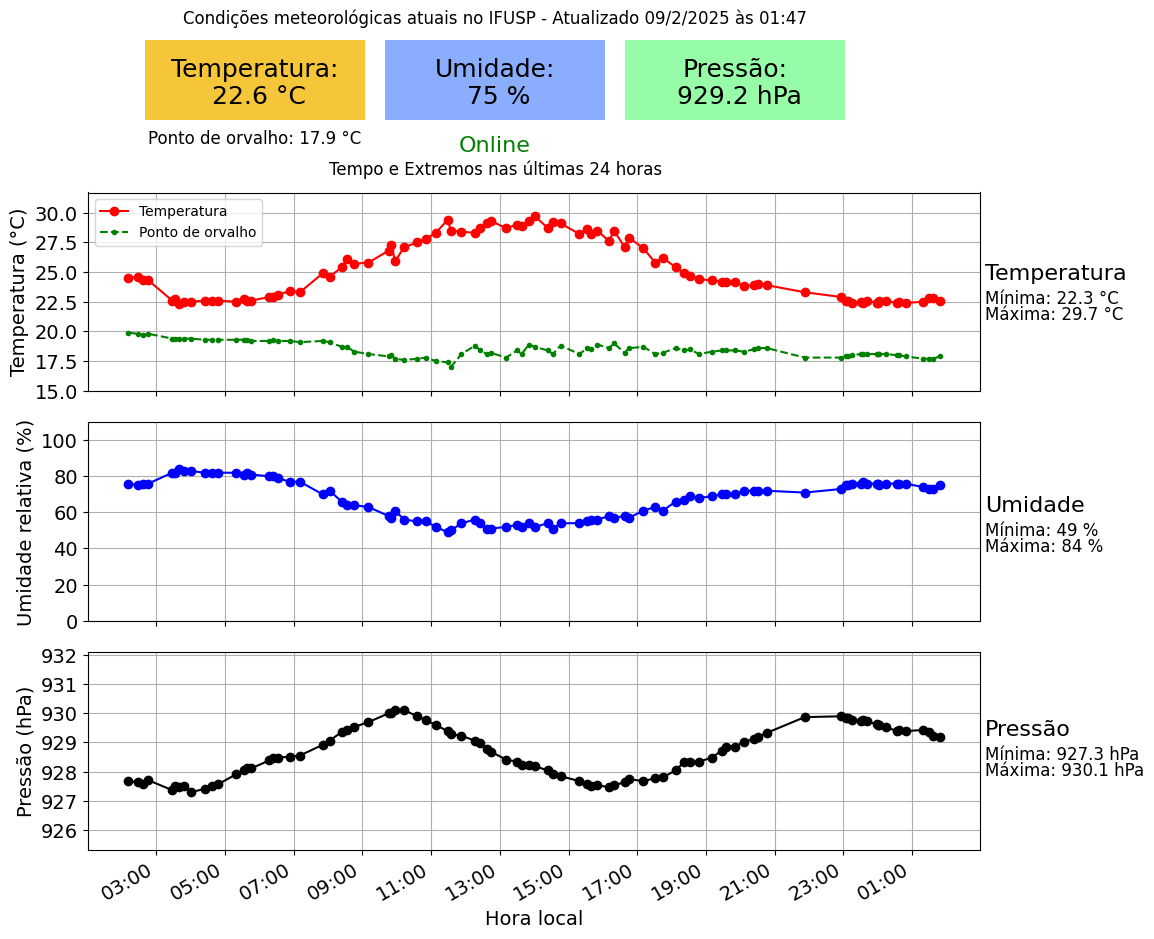 Condições meteorológicas atuais no IFUSP - Atualizado 09/2/2025 às 01:47
Temperatura:
22.6 °C
Umidade:
75 %
Pressão:
929.2 hPa
Ponto de orvalho: 17.9 °C
Online
Tempo e Extremos nas últimas 24 horas
Temperatura (°C)
30.0
27.5
25.0
22.5
20.0
17.5
15.0
Temperatura
Ponto de orvalho
Temperatura
Mínima: 22.3 °C
Máxima: 29.7 °C
Umidade relativa (%)
100
80
60
40
20
0
Umidade
Mínima: 49 %
Máxima: 84 %
Pressão (hPa)
932
931
930
929
928
927
926
Pressão
Mínima: 927.3 hPa
Máxima: 930.1 hPa
03:00
05:00
07:00
09:00
11:00
13:00
15:00
17:00
19:00
21:00
23:00
01:00
Hora local